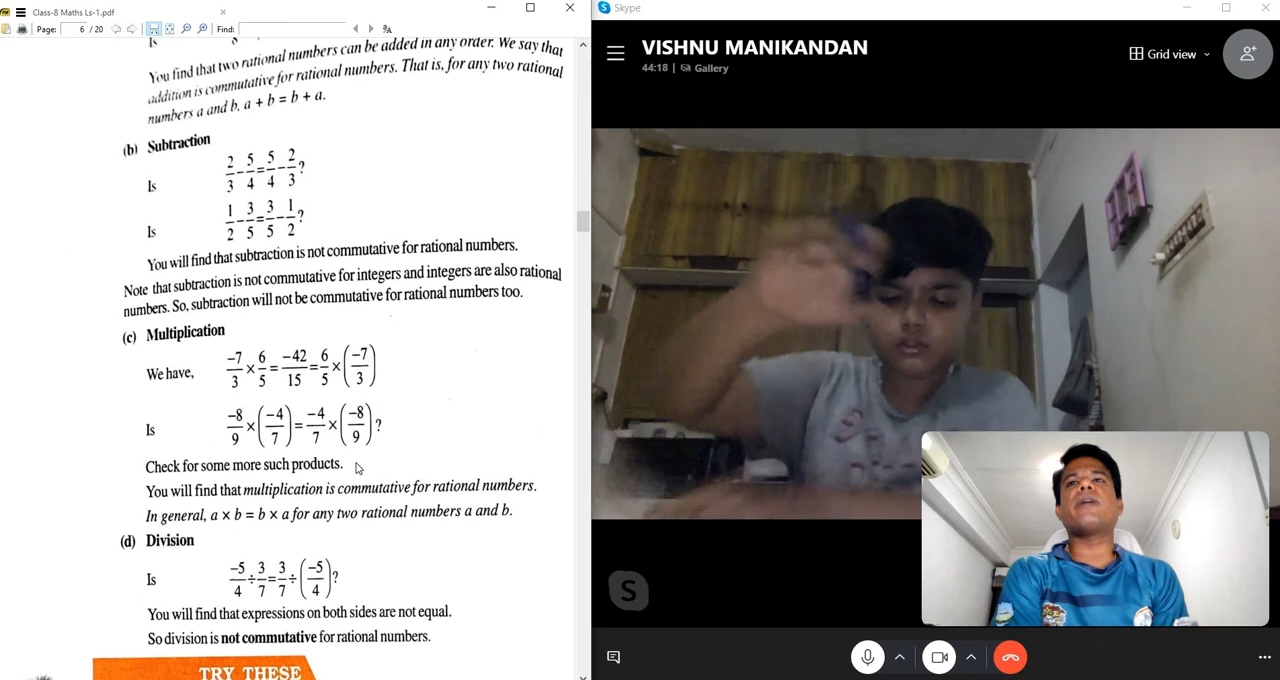 Class-8 Maths Ls-1.pdf
Page: 6 / 20 Find:
You find that two rational numbers can be added in any order. We say that
addition is commutative for rational numbers. That is, for any two rational
numbers a and b, a + b = b + a.
(b) Subtraction
Is 2/3 - 5/4 = 5/4 - 2/3 ?
Is 1/2 - 3/5 = 3/5 - 1/2 ?
You will find that subtraction is not commutative for rational numbers.
Note that subtraction is not commutative for integers and integers are also rational
numbers. So, subtraction will not be commutative for rational numbers too.
(c) Multiplication
We have, -7/3 × 6/5 = -42/15 = 6/5 × (-7/3)
Is -8/9 × (-4/7) = -4/7 × (-8/9) ?
Check for some more such products.
You will find that multiplication is commutative for rational numbers.
In general, a × b = b × a for any two rational numbers a and b.
(d) Division
Is -5/4 ÷ 3/7 = 3/7 ÷ (-5/4) ?
You will find that expressions on both sides are not equal.
So division is not commutative for rational numbers.
TRY THESE
Skype
VISHNU MANIKANDAN
44:18 | Gallery
Grid view